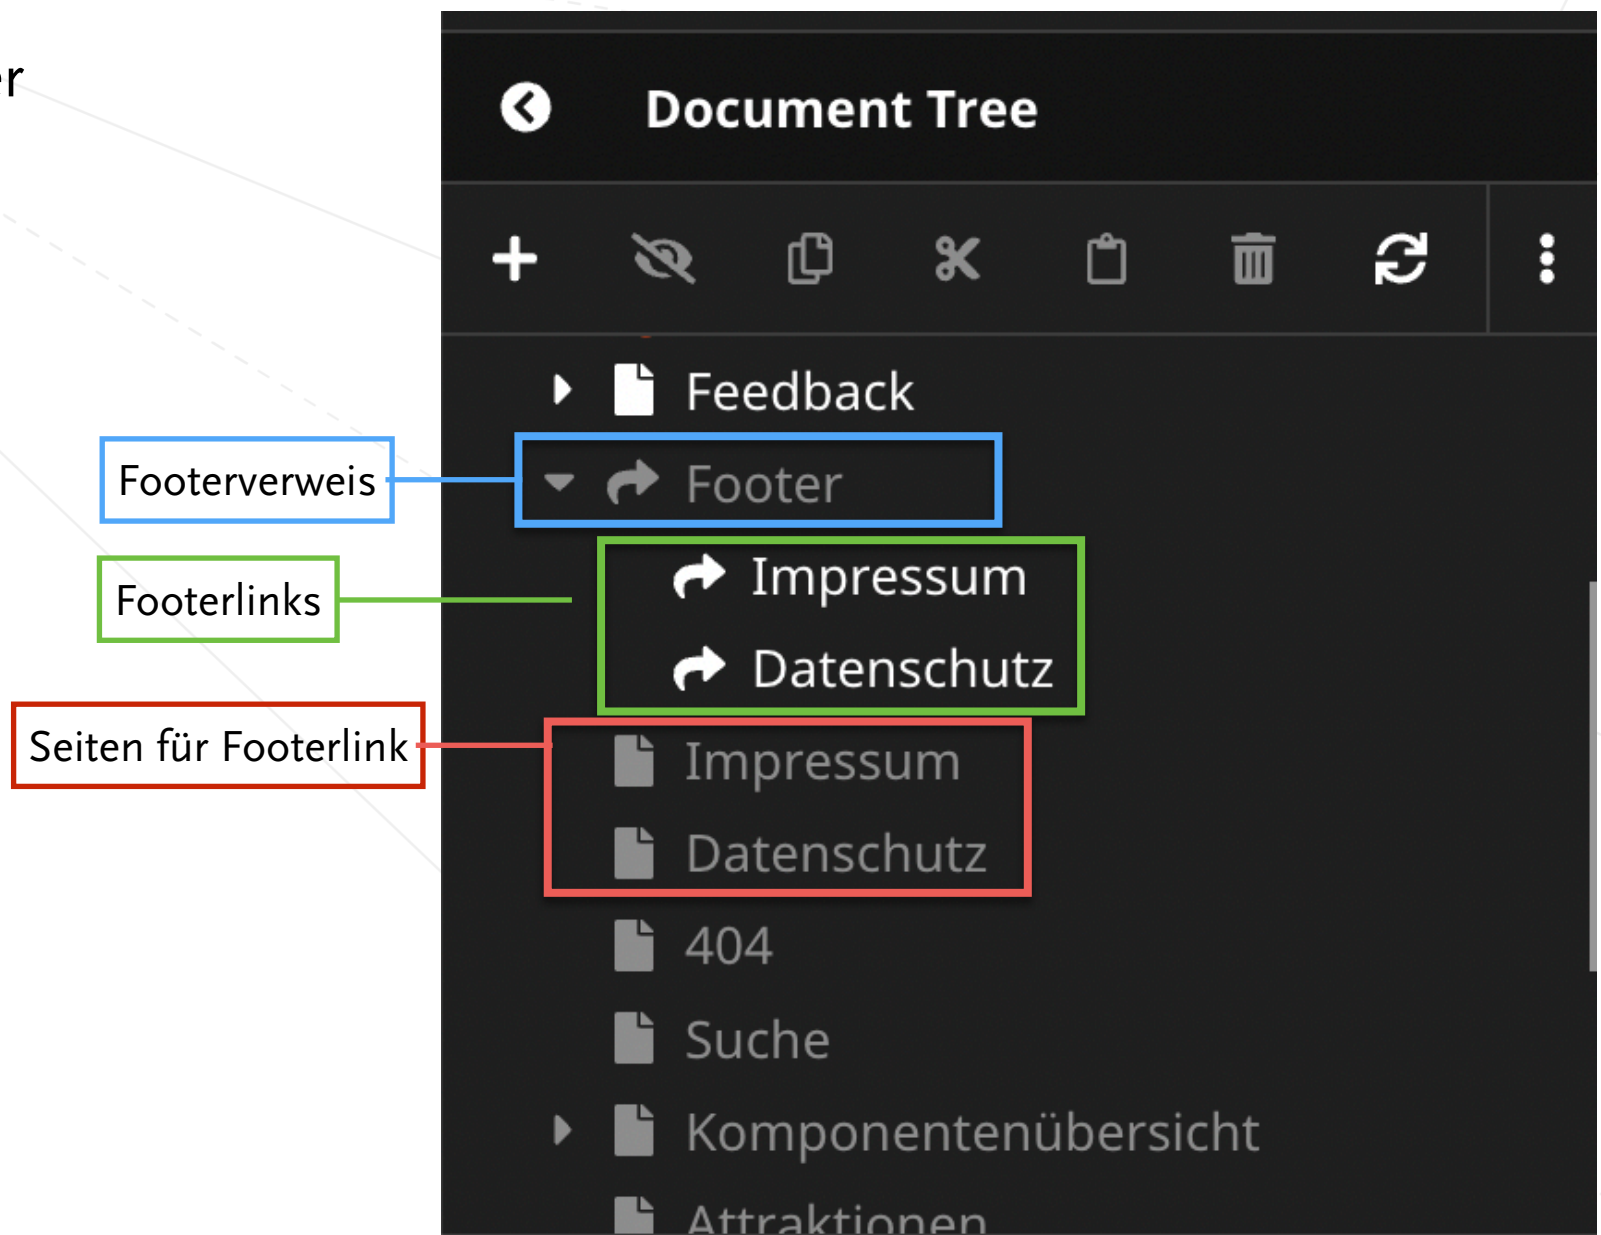 Document Tree
Feedback
Footerverweis
Footer
Footerlinks
Impressum
Datenschutz
Seiten für Footerlink
Impressum
Datenschutz
404
Suche
Komponentenübersicht
Attraktionen